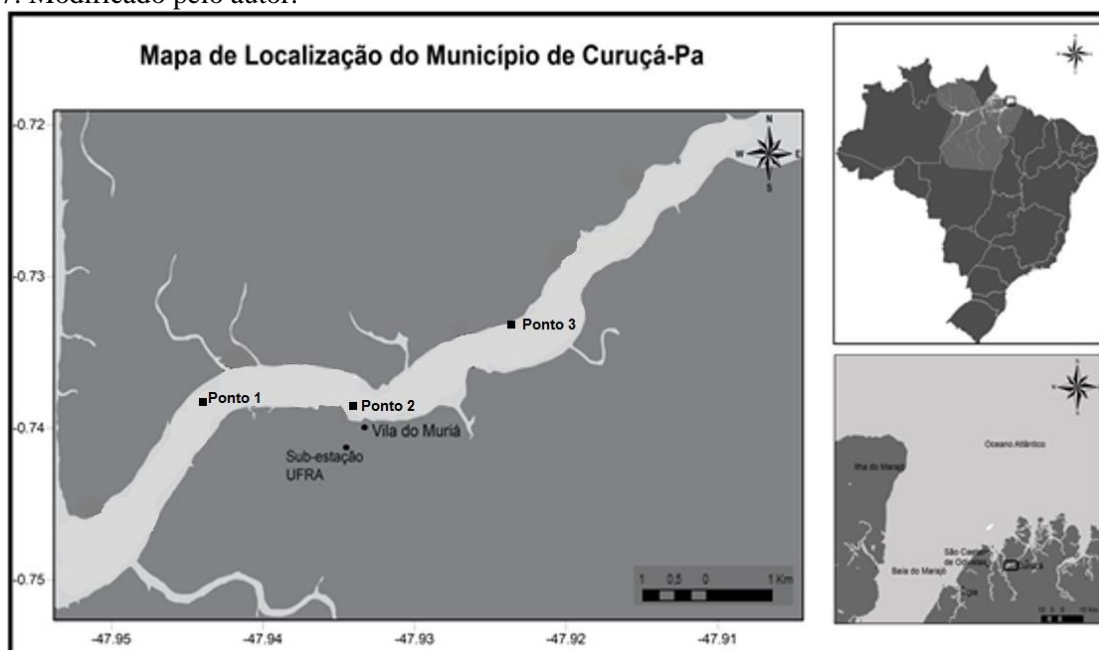 7. Modificado pelo autor.
Mapa de Localização do Município de Curuçá-Pa
-0.72
-0.73
-0.74
-0.75
-47.95
-47.94
-47.93
-47.92
-47.91
N
W
E
S
Ponto 3
Ponto 1
Ponto 2
Vila do Muriá
Sub-estação
UFRA
1 0,5 0 1 Km
Oceano Atlântico
Ilha do Marajó
São Caetano
de Odivelas
Curuçá
Baía do Marajó